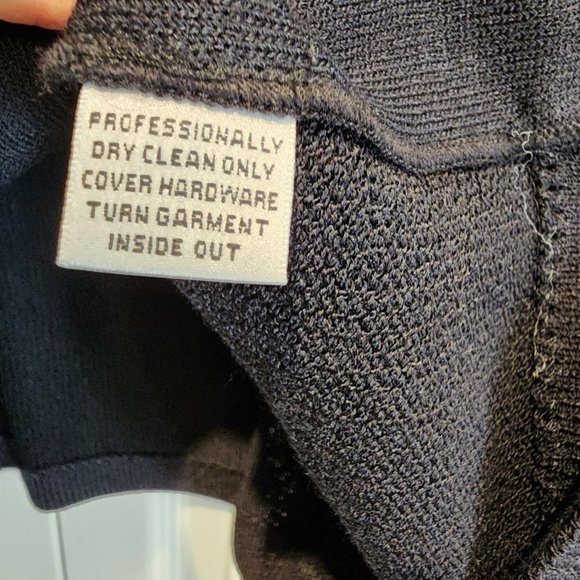 PROFESSIONALLY
DRY CLEAN ONLY
COVER HARDWARE
TURN GARMENT
INSIDE OUT